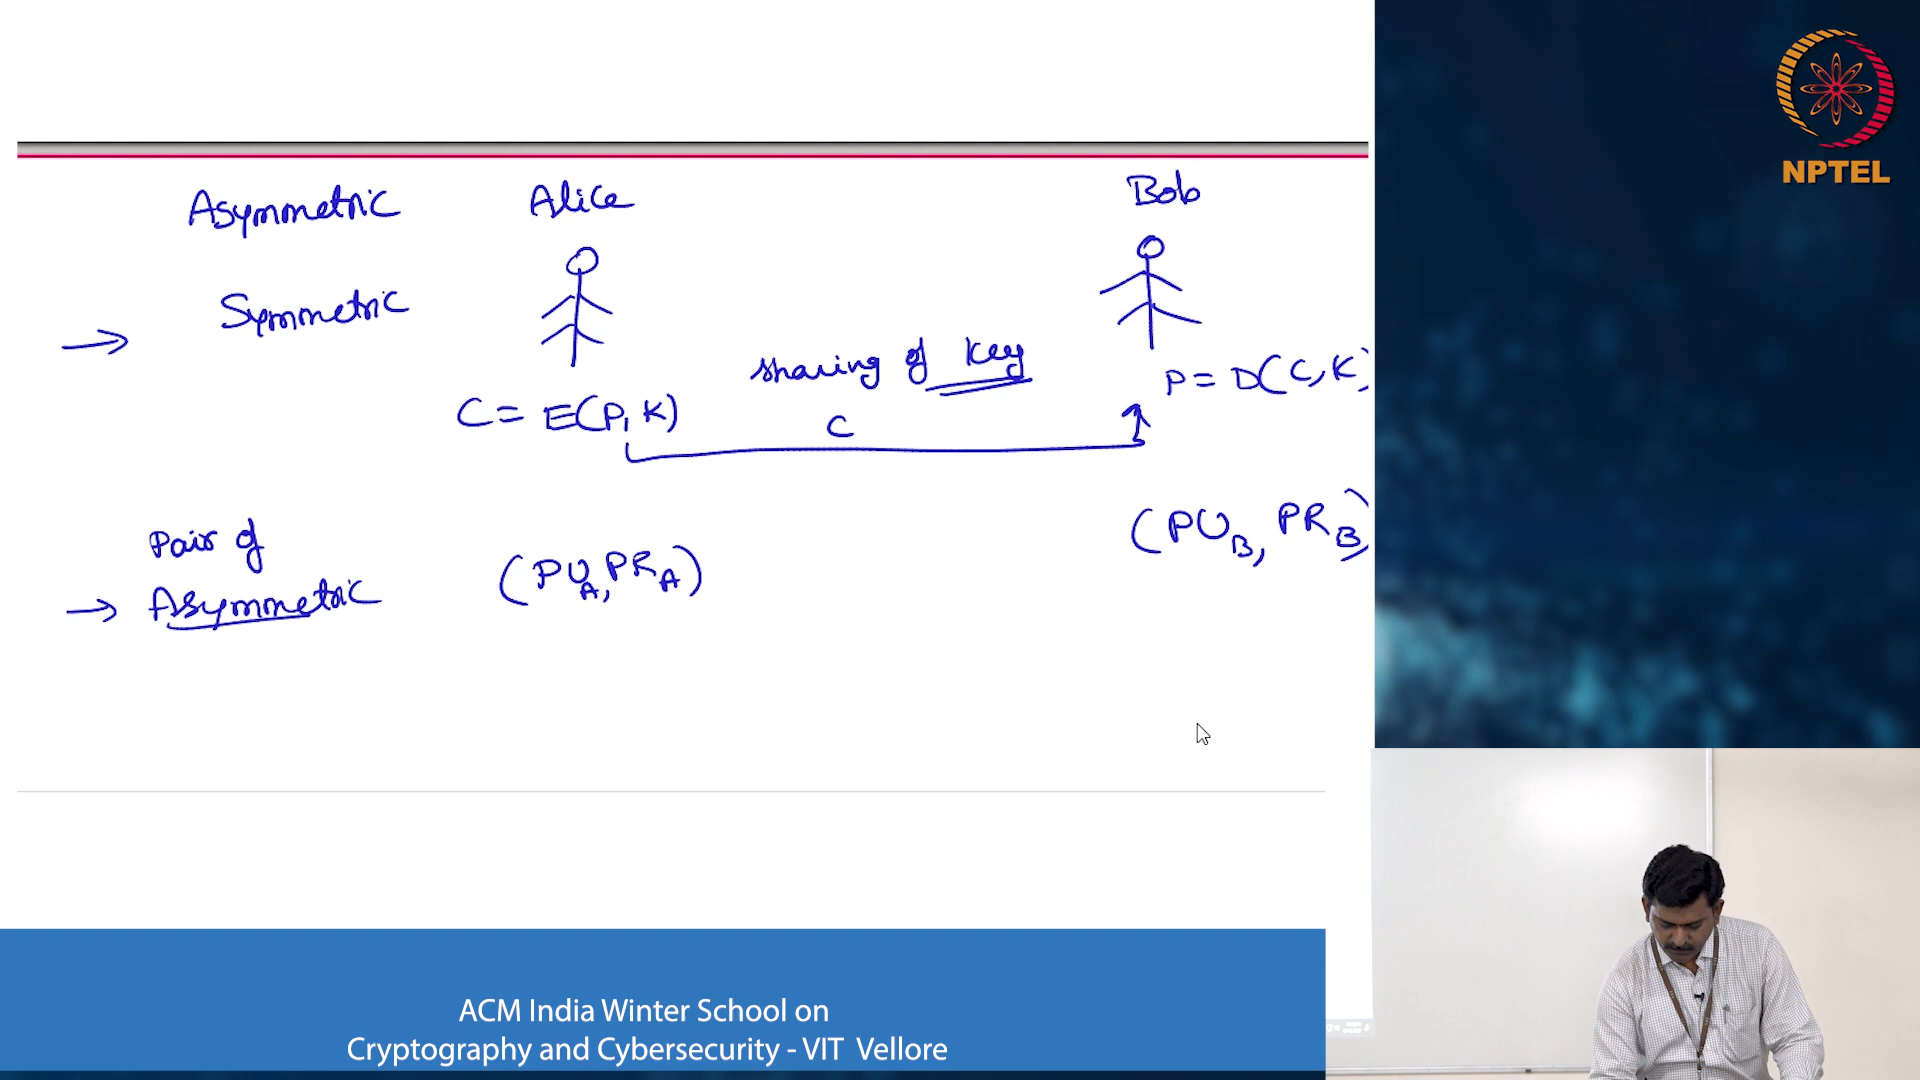 NPTEL
Asymmetric Alice Bob
Symmetric
sharing of key
P = D(C, K)
C = E(P, K)
C
Pair of
(PU_B, PR_B)
Asymmetric (PU_A, PR_A)
ACM India Winter School on
Cryptography and Cybersecurity - VIT Vellore